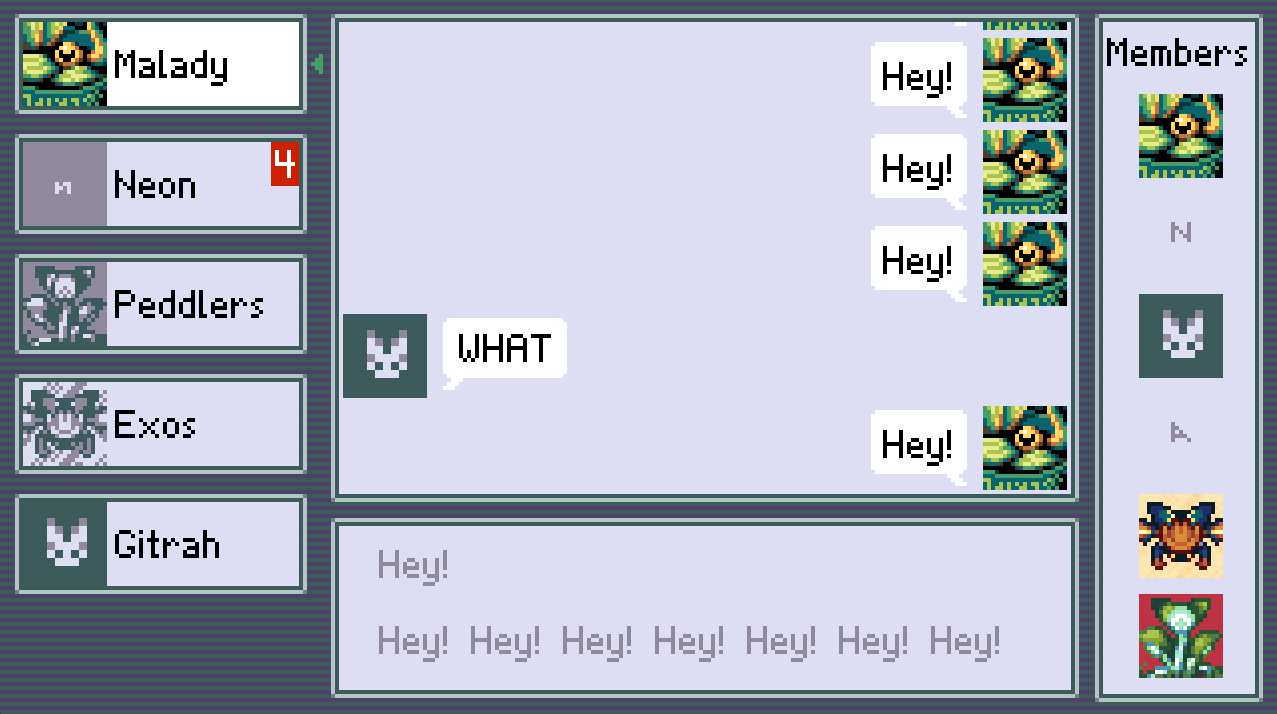 Malady
Neon
4
Peddlers
Exos
Gitrah
Hey!
Hey!
Hey!
WHAT
Hey!
Hey!
Hey! Hey! Hey! Hey! Hey! Hey! Hey!
Members
N
A